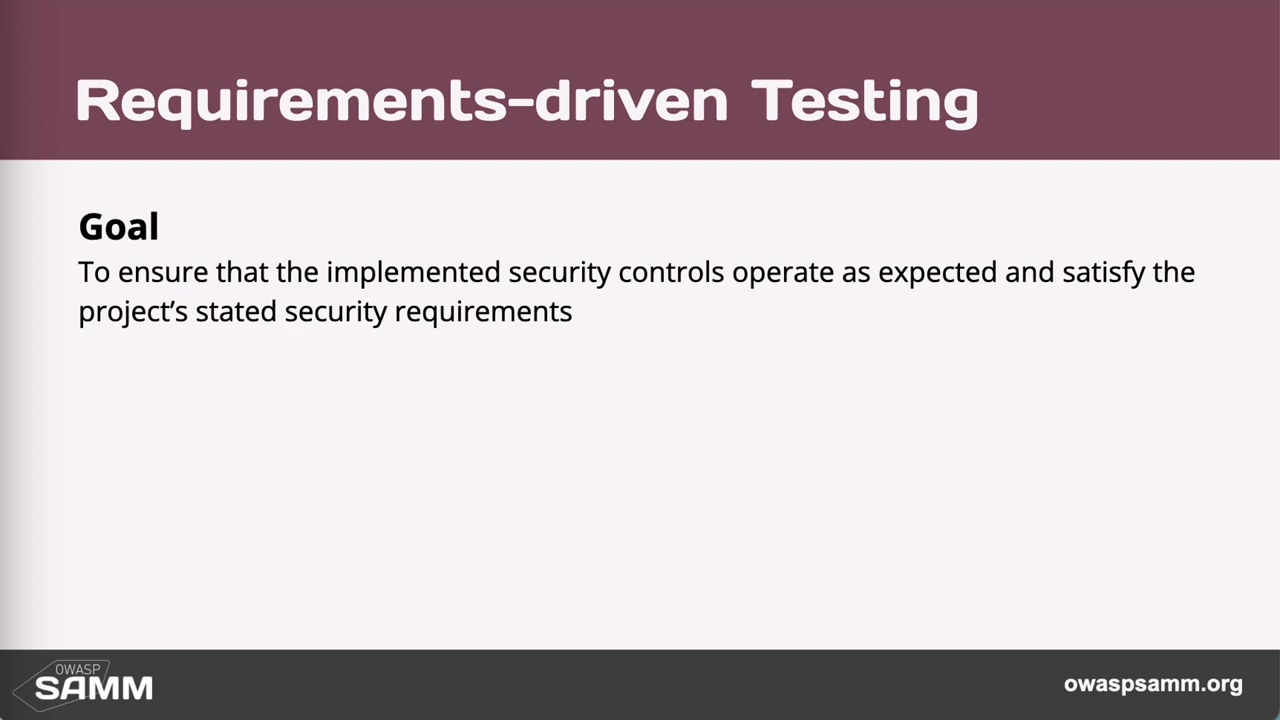 Requirements-driven Testing
Goal
To ensure that the implemented security controls operate as expected and satisfy the
project’s stated security requirements
OWASP
SAMM
owaspsamm.org